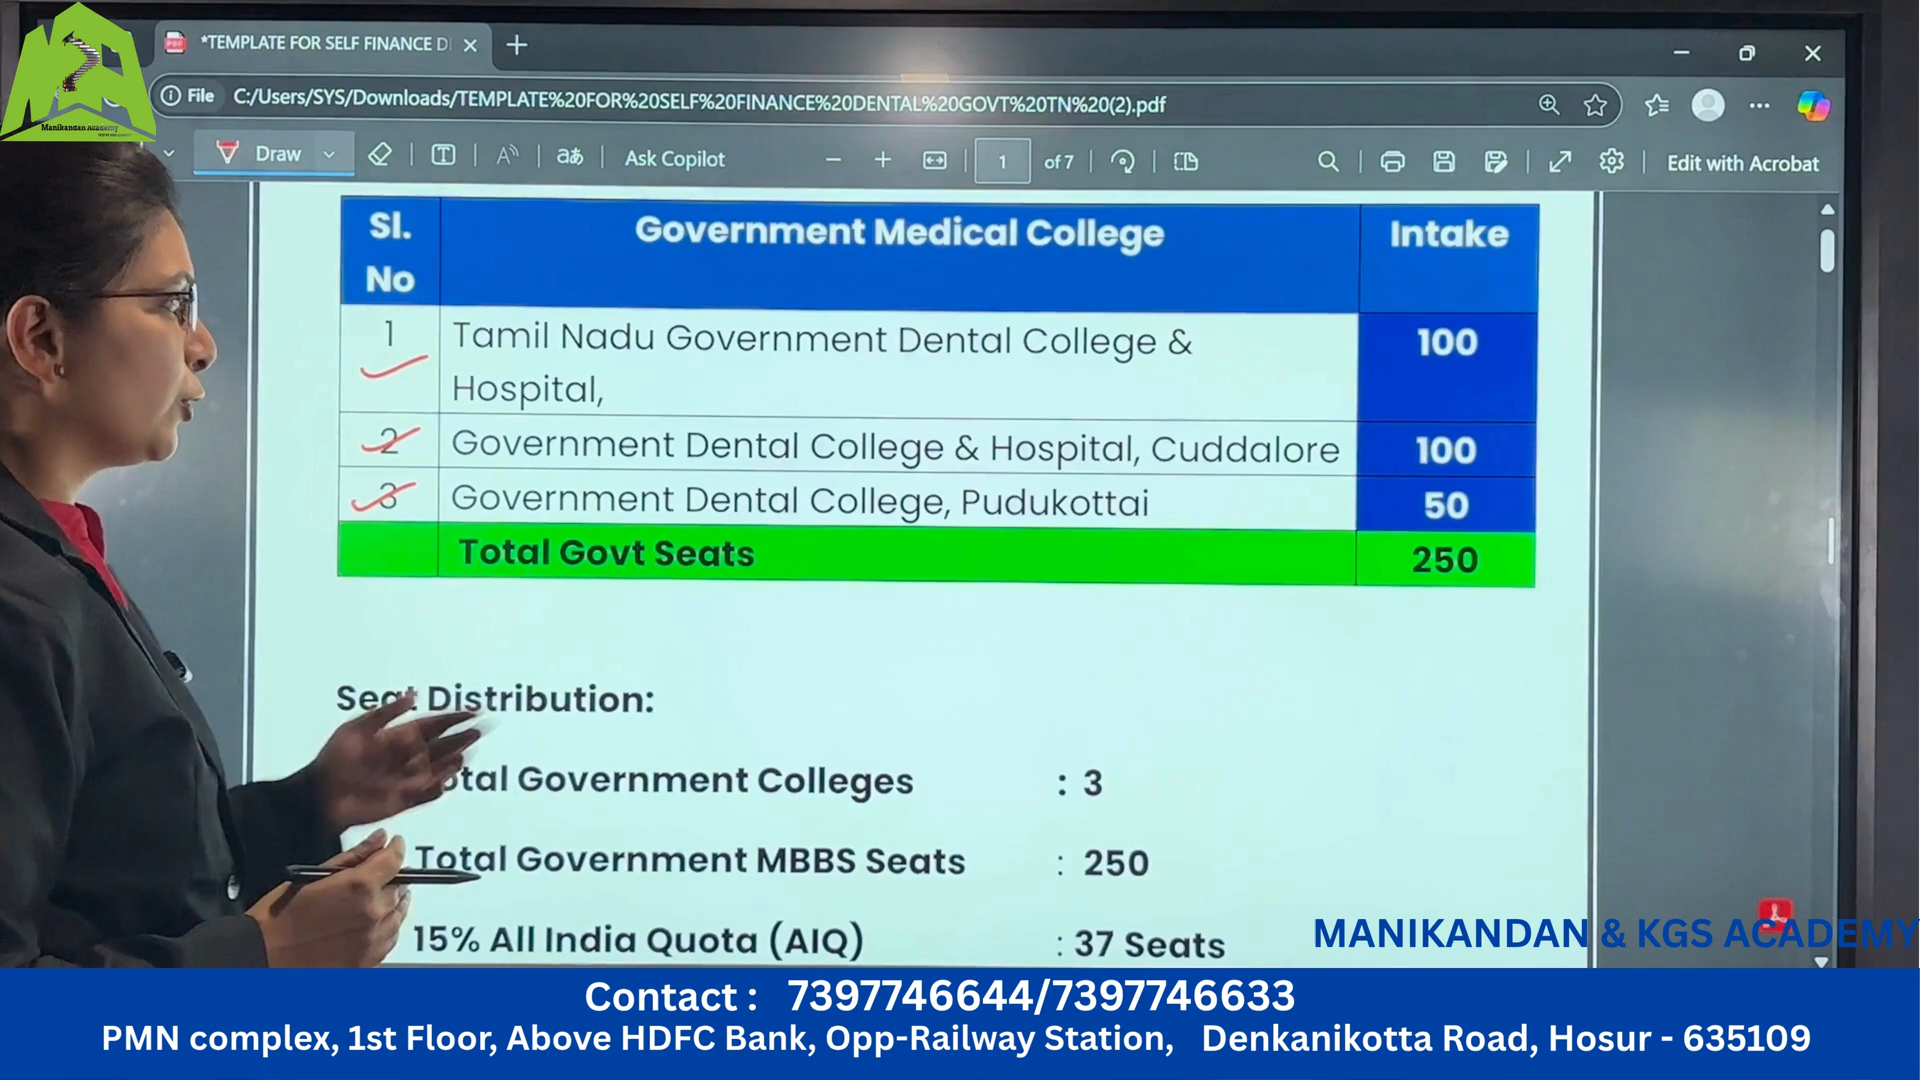 *TEMPLATE FOR SELF FINANCE D
File C:/Users/SYS/Downloads/TEMPLATE%20FOR%20SELF%20FINANCE%20DENTAL%20GOVT%20TN%20(2).pdf
Draw Ask Copilot 1 of 7 Edit with Acrobat
Manikandan Academy
Sl. No Government Medical College Intake
1 Tamil Nadu Government Dental College & 100
Hospital,
2 Government Dental College & Hospital, Cuddalore 100
3 Government Dental College, Pudukottai 50
Total Govt Seats 250
Seat Distribution:
Total Government Colleges : 3
Total Government MBBS Seats : 250
15% All India Quota (AIQ) : 37 Seats
MANIKANDAN & KGS ACADEMY
Contact : 7397746644/7397746633
PMN complex, 1st Floor, Above HDFC Bank, Opp-Railway Station, Denkanikotta Road, Hosur - 635109